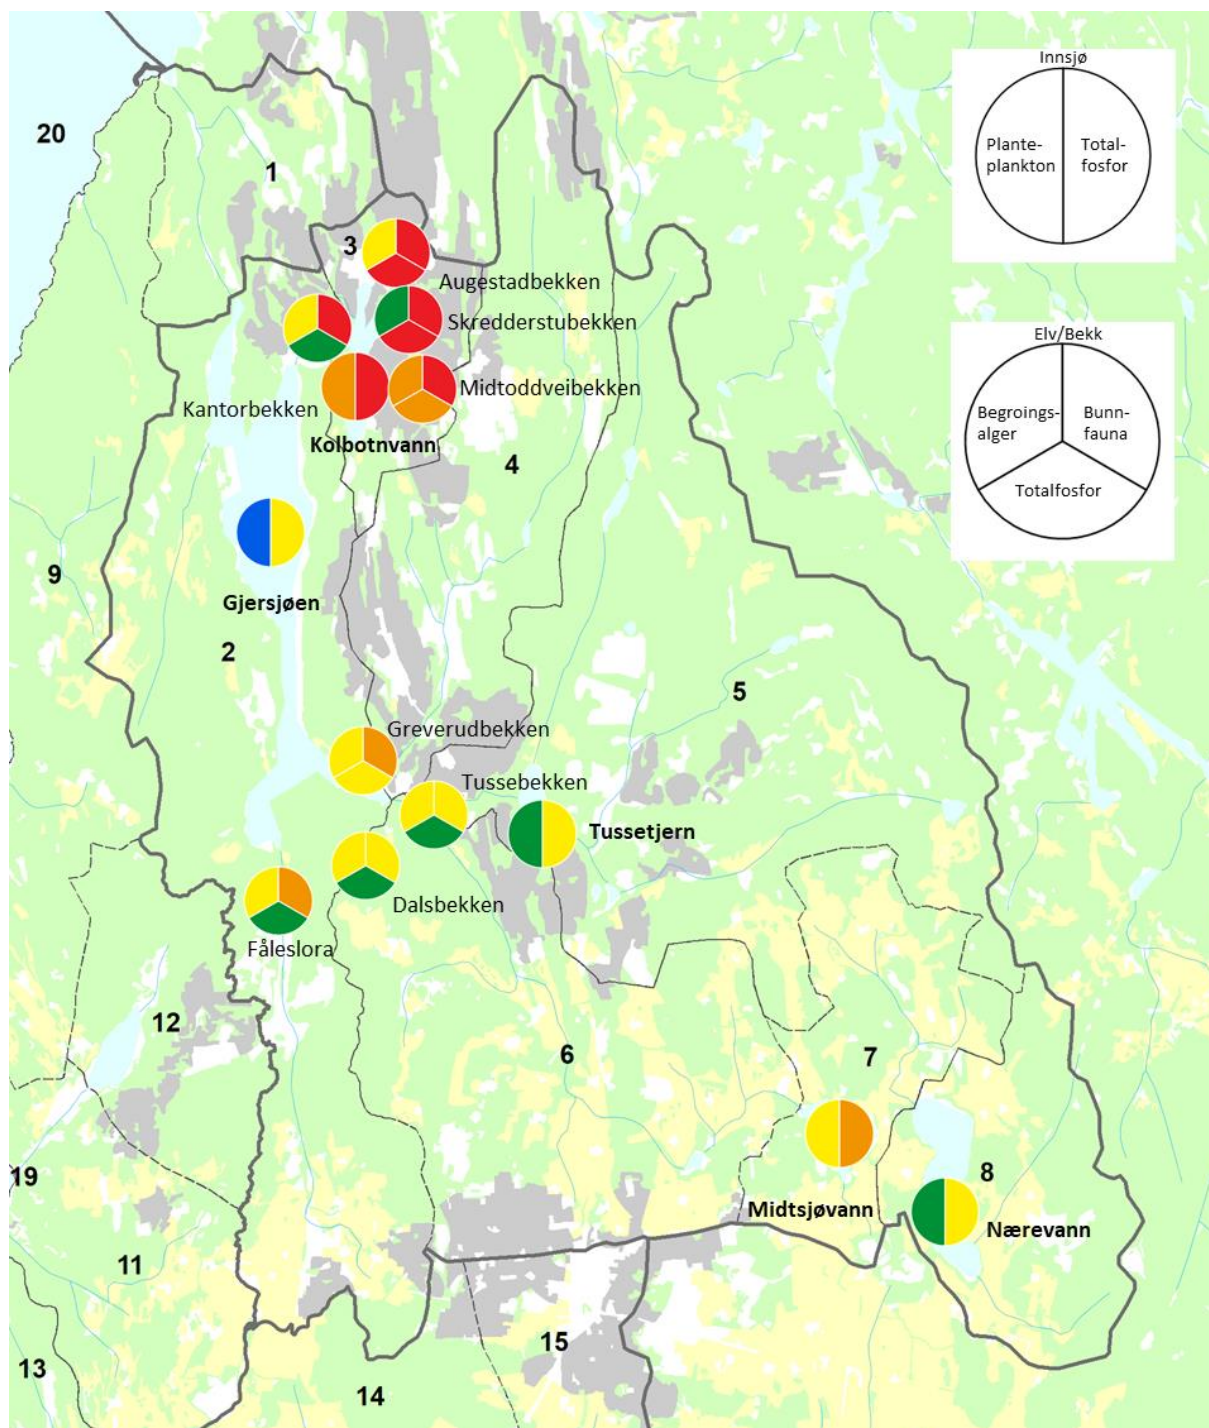 Innsjø
Plante-
plankton
Total-
fosfor
20
1
3
Augestadbekken
Skredderstubekken
Midtoddveibekken
Kantorbekken
Kolbotnvann
4
Elv/Bekk
Begroings-
alger
Bunn-
fauna
Totalfosfor
9
Gjersjøen
2
5
Greverudbekken
Tussebekken
Tussetjern
Dalsbekken
Fåleslora
12
6
7
19
8
Midtsjøvann
Nærevann
11
15
13
14